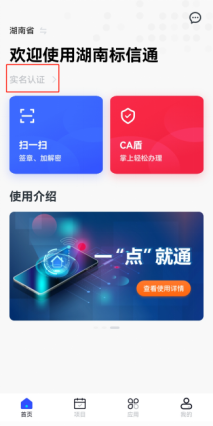 湖南省
欢迎使用湖南标信通
实名认证
扫一扫
签章、加解密
CA盾
掌上轻松办理
使用介绍
一“点”就通
查看使用详情
首页
项目
应用
我的